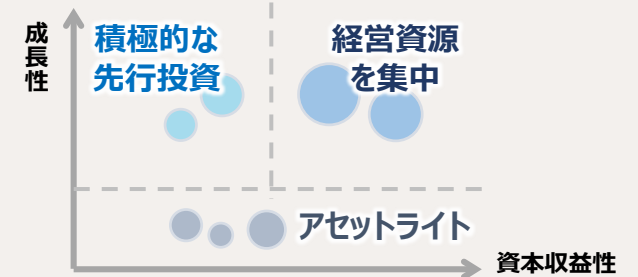 成長性
積極的な
先行投資
経営資源
を集中
アセットライト
資本収益性